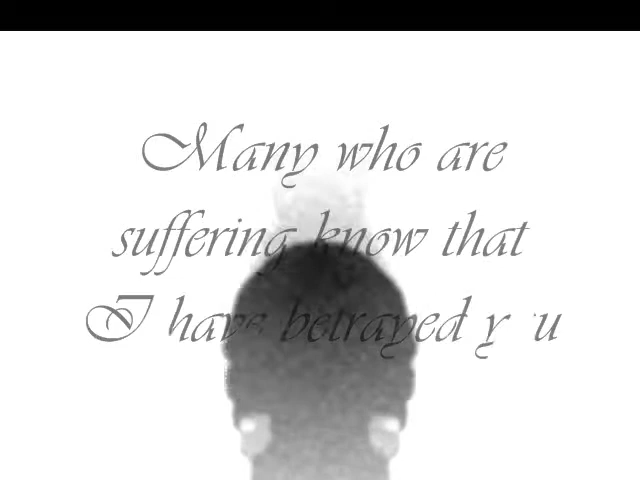 Many who are
suffering know that
I have betrayed y u